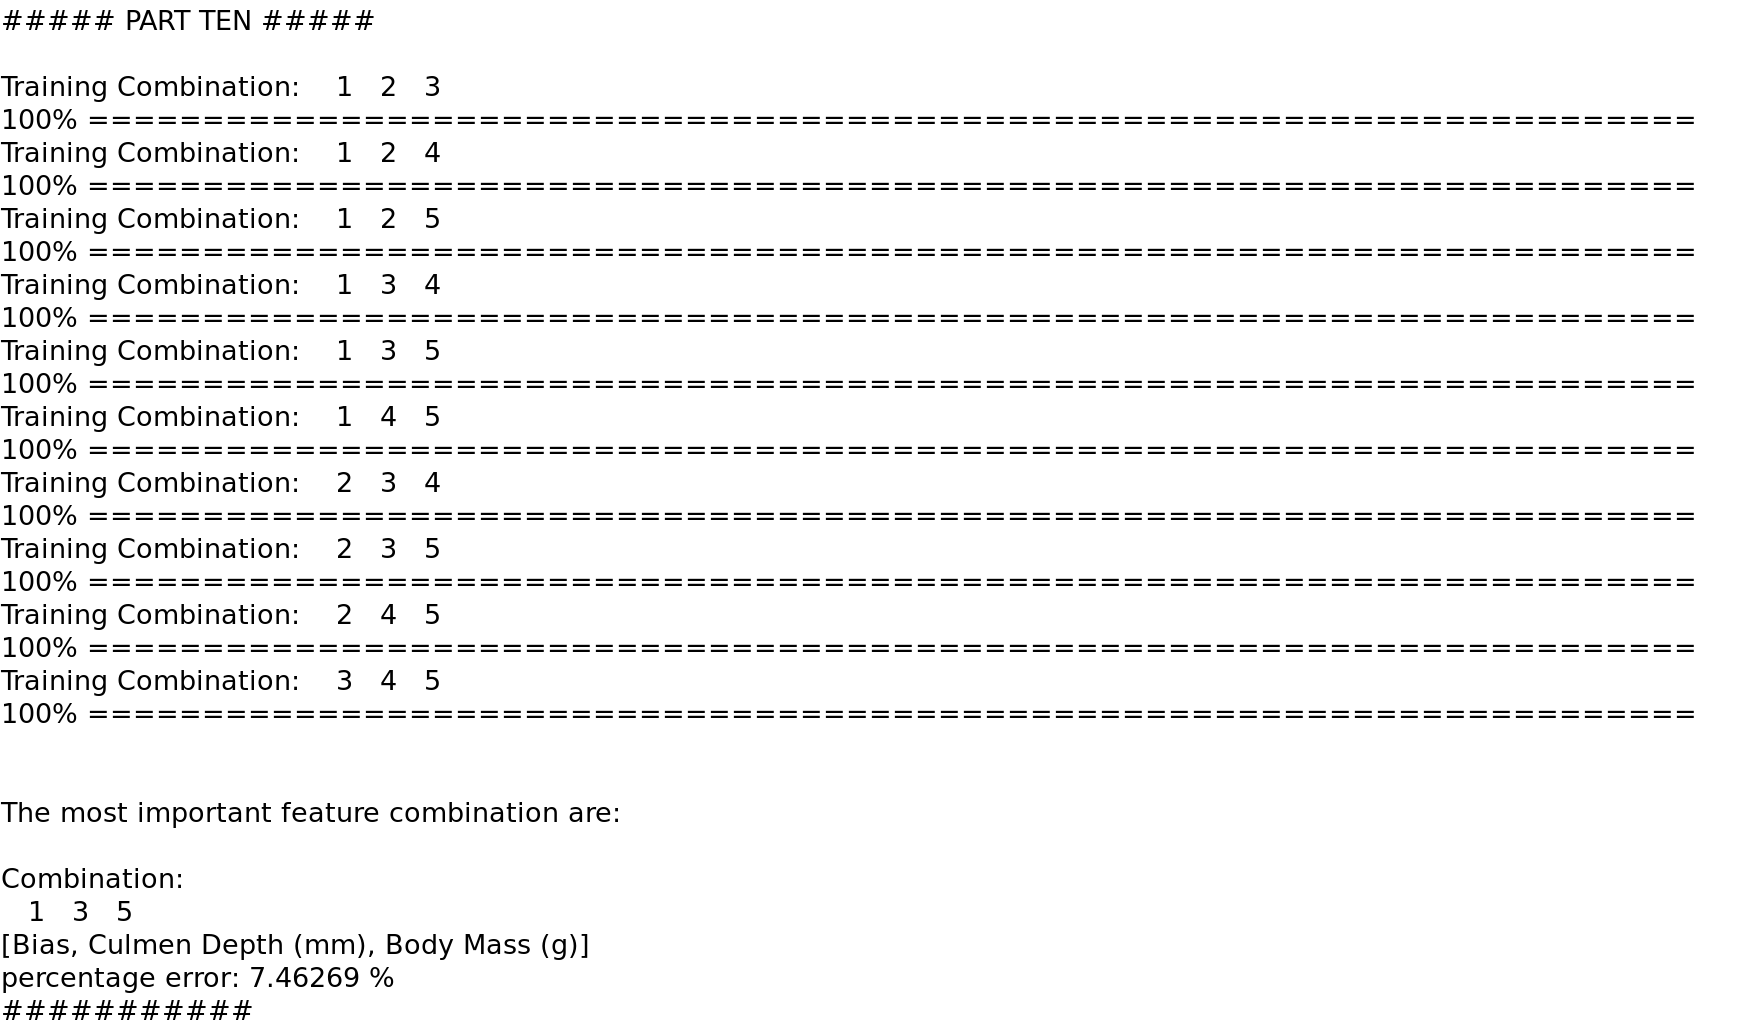 ##### PART TEN #####
Training Combination: 1 2 3
100% ======================================================================
Training Combination: 1 2 4
100% ======================================================================
Training Combination: 1 2 5
100% ======================================================================
Training Combination: 1 3 4
100% ======================================================================
Training Combination: 1 3 5
100% ======================================================================
Training Combination: 1 4 5
100% ======================================================================
Training Combination: 2 3 4
100% ======================================================================
Training Combination: 2 3 5
100% ======================================================================
Training Combination: 2 4 5
100% ======================================================================
Training Combination: 3 4 5
100% ======================================================================
The most important feature combination are:
Combination:
1 3 5
[Bias, Culmen Depth (mm), Body Mass (g)]
percentage error: 7.46269 %
###########